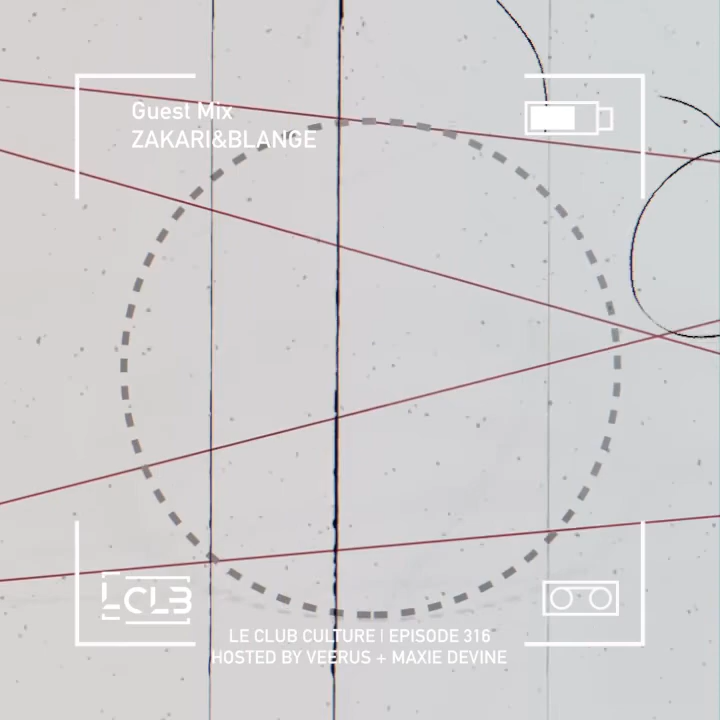 Guest Mix
ZAKARI&BLANGE
LCLB
LE CLUB CULTURE | EPISODE 316
HOSTED BY VEERUS + MAXIE DEVINE